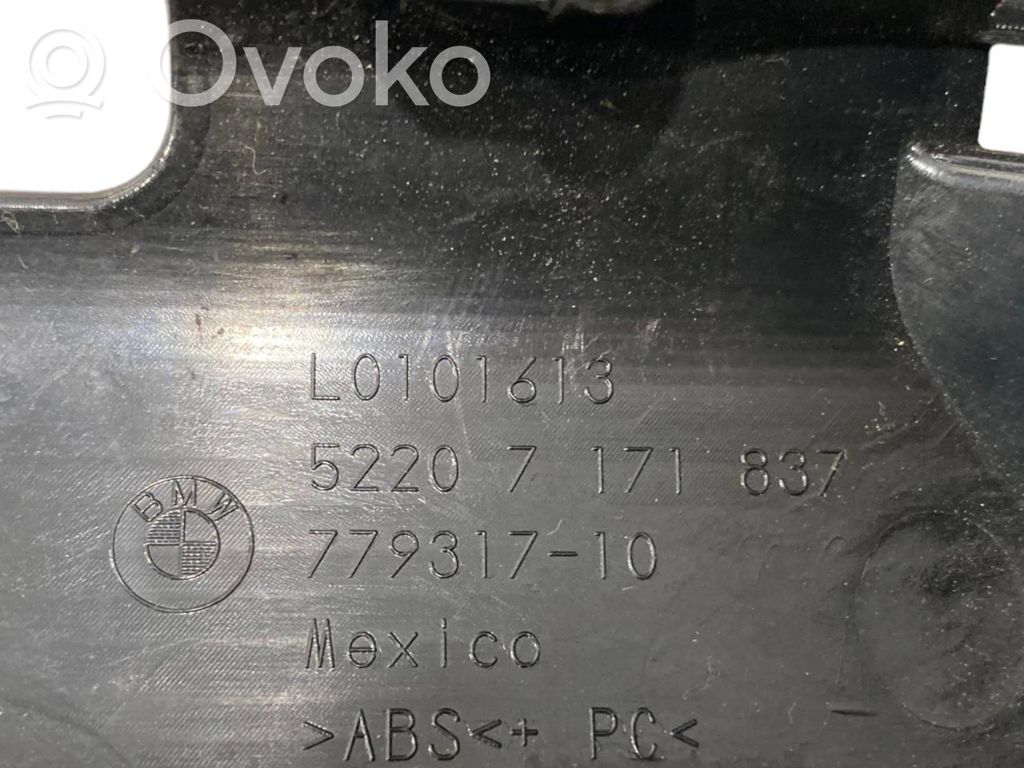 Ovoko
L0101613
5220 7 171 837
BMW
779317-10
Mexico
>ABS<+ PC<